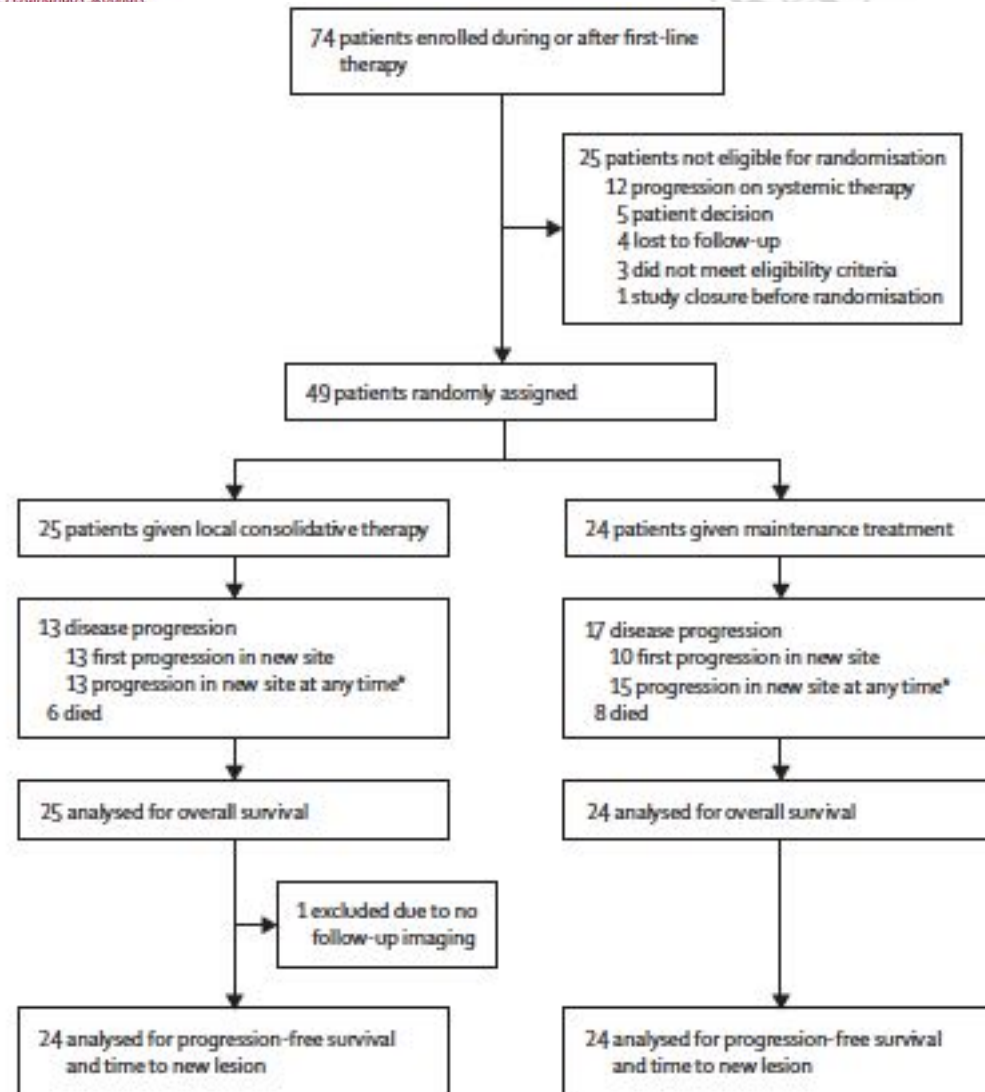 74 patients enrolled during or after first-line
therapy
25 patients not eligible for randomisation
12 progression on systemic therapy
5 patient decision
4 lost to follow-up
3 did not meet eligibility criteria
1 study closure before randomisation
49 patients randomly assigned
25 patients given local consolidative therapy
24 patients given maintenance treatment
13 disease progression
13 first progression in new site
13 progression in new site at any time*
6 died
17 disease progression
10 first progression in new site
15 progression in new site at any time*
8 died
25 analysed for overall survival
24 analysed for overall survival
1 excluded due to no
follow-up imaging
24 analysed for progression-free survival
and time to new lesion
24 analysed for progression-free survival
and time to new lesion